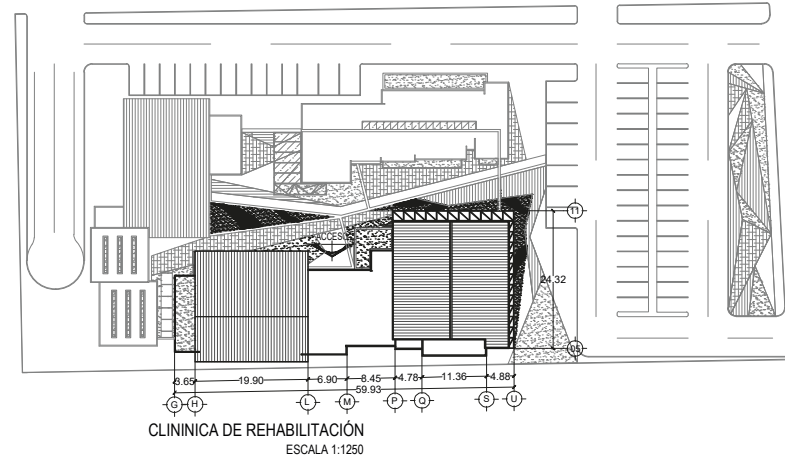 ACCESO
11
24.32
05
3.65 19.90 6.90 8.45 4.78 11.36 4.88
59.93
G H L M P Q S U
CLININICA DE REHABILITACIÓN
ESCALA 1:1250